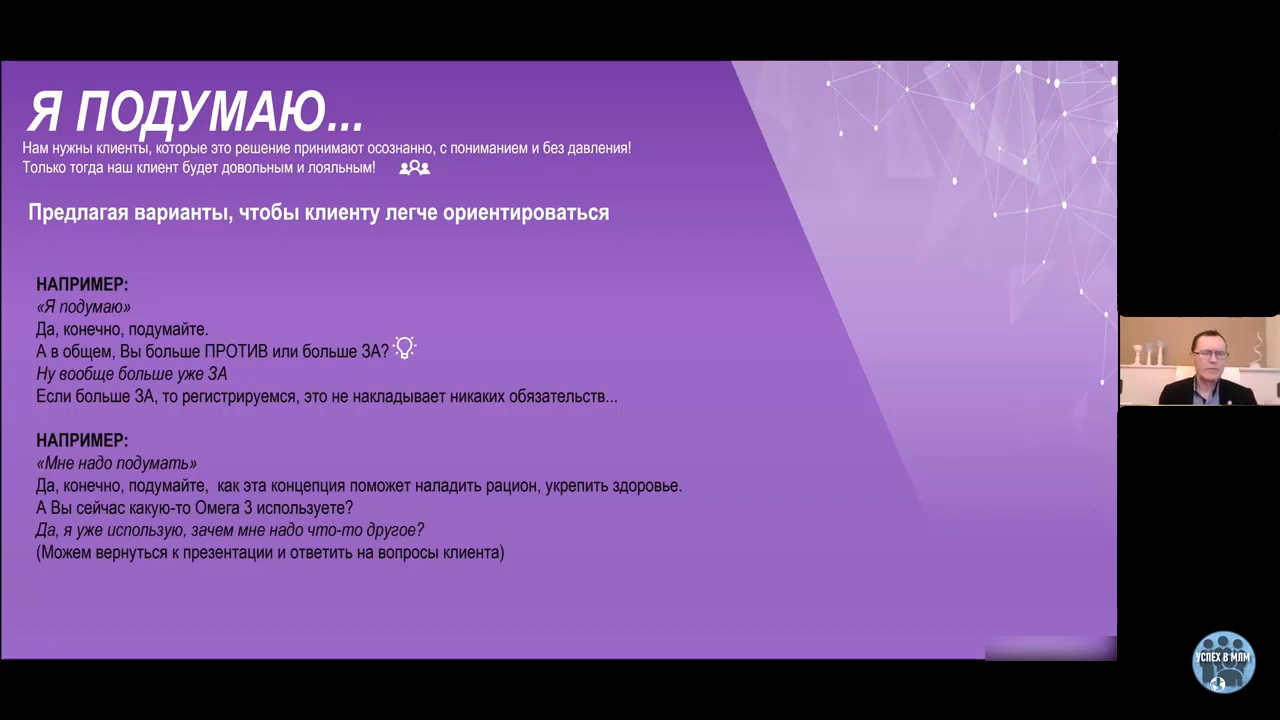 Я ПОДУМАЮ...
Нам нужны клиенты, которые это решение принимают осознанно, с пониманием и без давления!
Только тогда наш клиент будет довольным и лояльным!
Предлагая варианты, чтобы клиенту легче ориентироваться
НАПРИМЕР:
«Я подумаю»
Да, конечно, подумайте.
А в общем, Вы больше ПРОТИВ или больше ЗА?
Ну вообще больше уже ЗА
Если больше ЗА, то регистрируемся, это не накладывает никаких обязательств...
НАПРИМЕР:
«Мне надо подумать»
Да, конечно, подумайте, как эта концепция поможет наладить рацион, укрепить здоровье.
А Вы сейчас какую-то Омега 3 используете?
Да, я уже использую, зачем мне надо что-то другое?
(Можем вернуться к презентации и ответить на вопросы клиента)
УСПЕХ В МЛМ